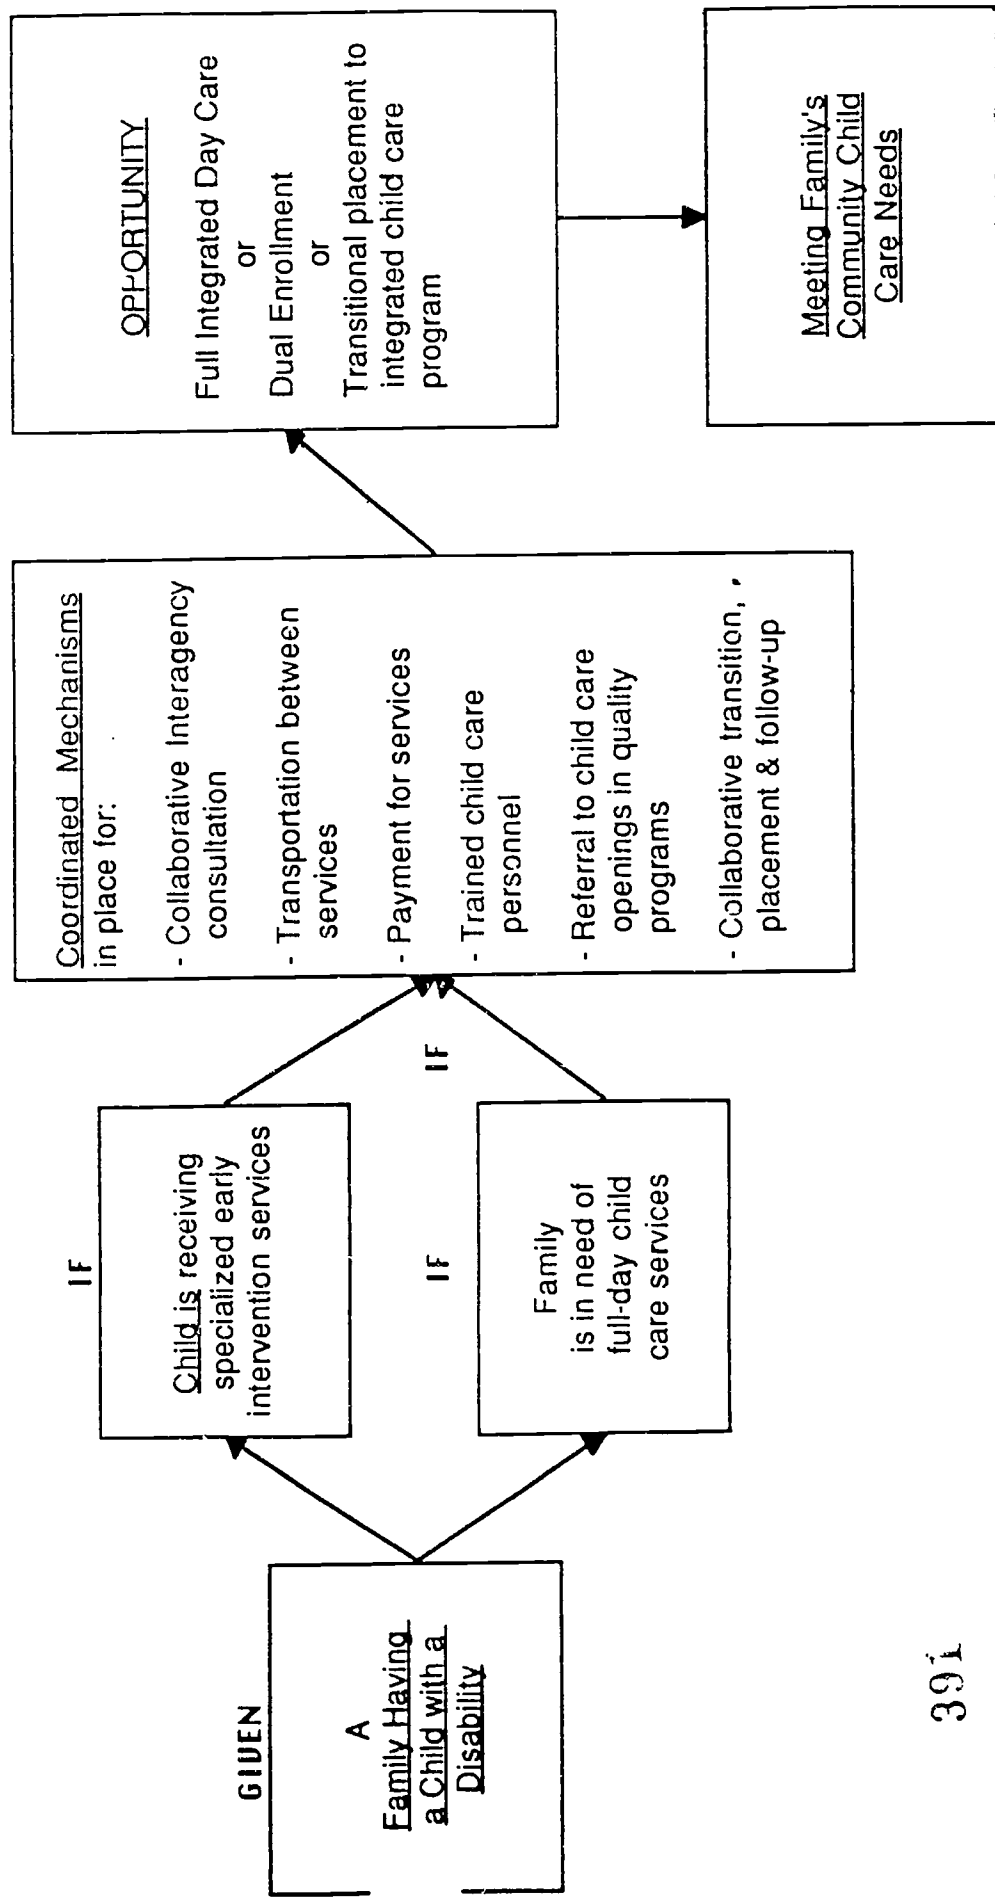 GIVEN
A
Family Having
a Child with a
Disability
IF
Child is receiving
specialized early
intervention services
IF
Family
is in need of
full-day child
care services
IF
Coordinated Mechanisms
in place for:
- Collaborative Interagency
consultation
- Transportation between
services
- Payment for services
- Trained child care
personnel
- Referral to child care
openings in quality
programs
- Collaborative transition,
placement & follow-up
OPPORTUNITY
Full Integrated Day Care
or
Dual Enrollment
or
Transitional placement to
integrated child care
program
Meeting Family's
Community Child
Care Needs
391